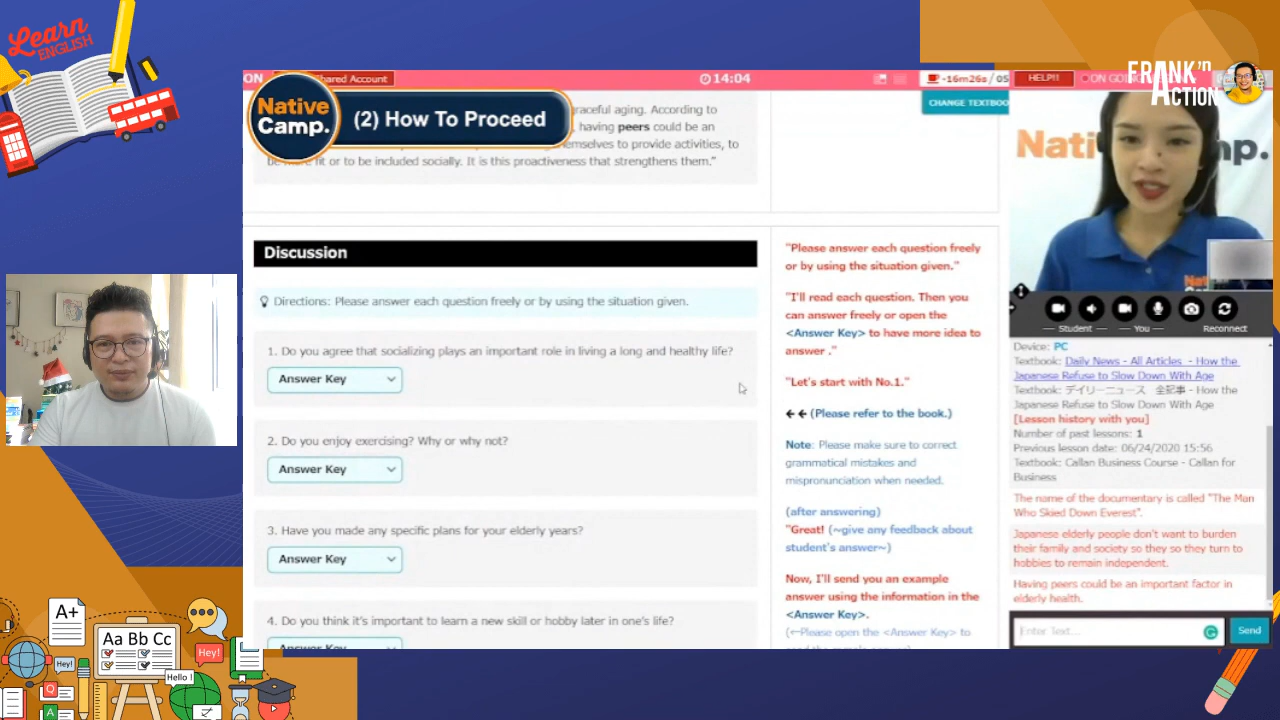 Learn
ENGLISH
A+
Aa Bb Cc
Hey!
Hey!
Hello !
FRANK'n
ACTION
ON
Shared Account
14:04
-16m26s/ 05
HELP!!
CHANGE TEXTBOO
Native
Camp.
(2) How To Proceed
graceful aging. According to
, having peers could be an
emselves to provide activities, to
fit or to be included socially. It is this proactiveness that strengthens them."
Discussion
Directions: Please answer each question freely or by using the situation given.
1. Do you agree that socializing plays an important role in living a long and healthy life?
Answer Key
2. Do you enjoy exercising? Why or why not?
Answer Key
3. Have you made any specific plans for your elderly years?
Answer Key
4. Do you think it's important to learn a new skill or hobby later in one's life?
"Please answer each question freely
or by using the situation given."
"I'll read each question. Then you
can answer freely or open the
<Answer Key> to have more idea to
answer ."
"Let's start with No.1."
←← (Please refer to the book.)
Note: Please make sure to correct
grammatical mistakes and
mispronunciation when needed.
(after answering)
"Great! (~give any feedback about
student's answer~)
Now, I'll send you an example
answer using the information in the
<Answer Key>.
(←Please open the <Answer Key> to
Nati mp.
Student You Reconnect
Device: PC
Textbook: Daily News - All Articles - How the
Japanese Refuse to Slow Down With Age
Textbook: デイリーニュース 全記事 - How the
Japanese Refuse to Slow Down With Age
[Lesson history with you]
Number of past lessons: 1
Previous lesson date: 06/24/2020 15:56
Textbook: Callan Business Course - Callan for
Business
The name of the documentary is called "The Man
Who Skied Down Everest".
Japanese elderly people don't want to burden
their family and society so they so they turn to
hobbies to remain independent.
Having peers could be an important factor in
elderly health.
Enter Text...
Send